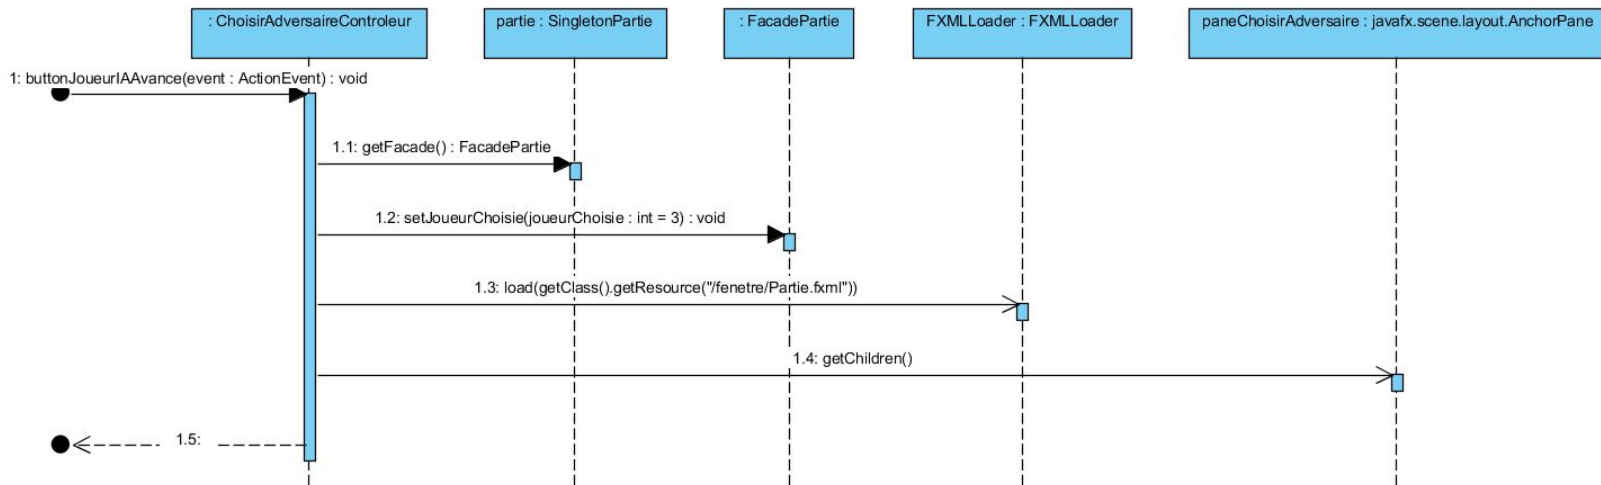 : ChoisirAdversaireControleur
partie : SingletonPartie
: FacadePartie
FXMLLoader : FXMLLoader
paneChoisirAdversaire : javafx.scene.layout.AnchorPane
1: buttonJoueurIAAvance(event : ActionEvent) : void
1.1: getFacade() : FacadePartie
1.2: setJoueurChoisie(joueurChoisie : int = 3) : void
1.3: load(getClass().getResource("/fenetre/Partie.fxml"))
1.4: getChildren()
1.5: